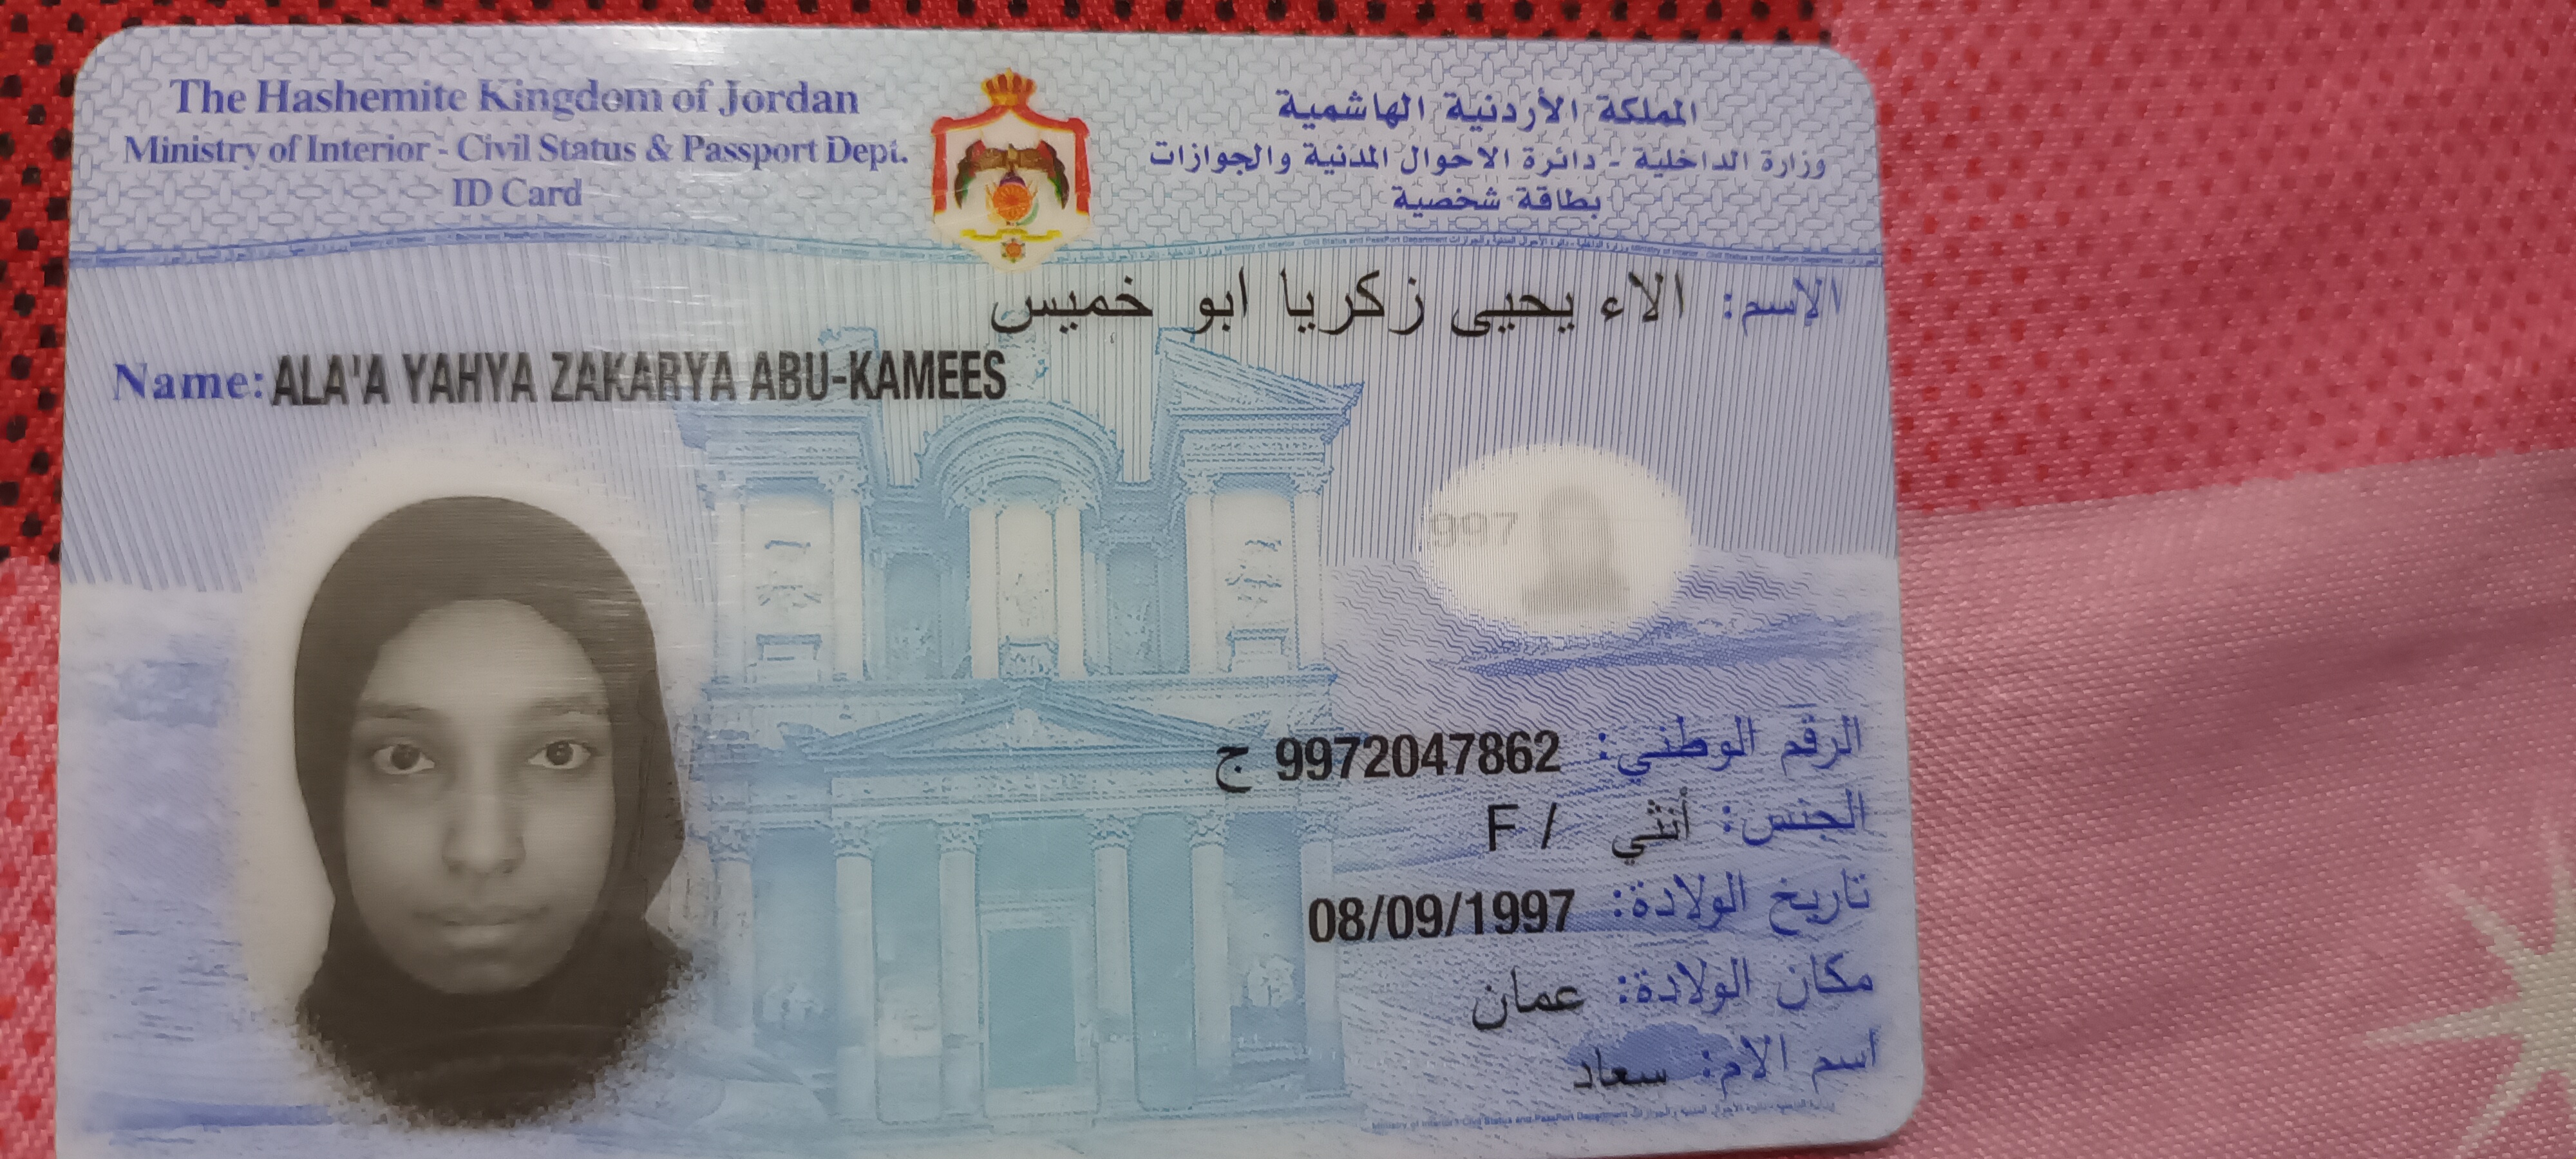 The Hashemite Kingdom of Jordan
Ministry of Interior - Civil Status & Passport Dept.
ID Card
المملكة الأردنية الهاشمية
وزارة الداخلية - دائرة الاحوال المدنية والجوازات
بطاقة شخصية
الإسم: الاء يحيى زكريا ابو خميس
Name: ALA'A YAHYA ZAKARYA ABU-KAMEES
997
الرقم الوطني: 9972047862 ج
الجنس: أنثي / F
تاريخ الولادة: 08/09/1997
مكان الولادة: عمان
اسم الام: سعاد